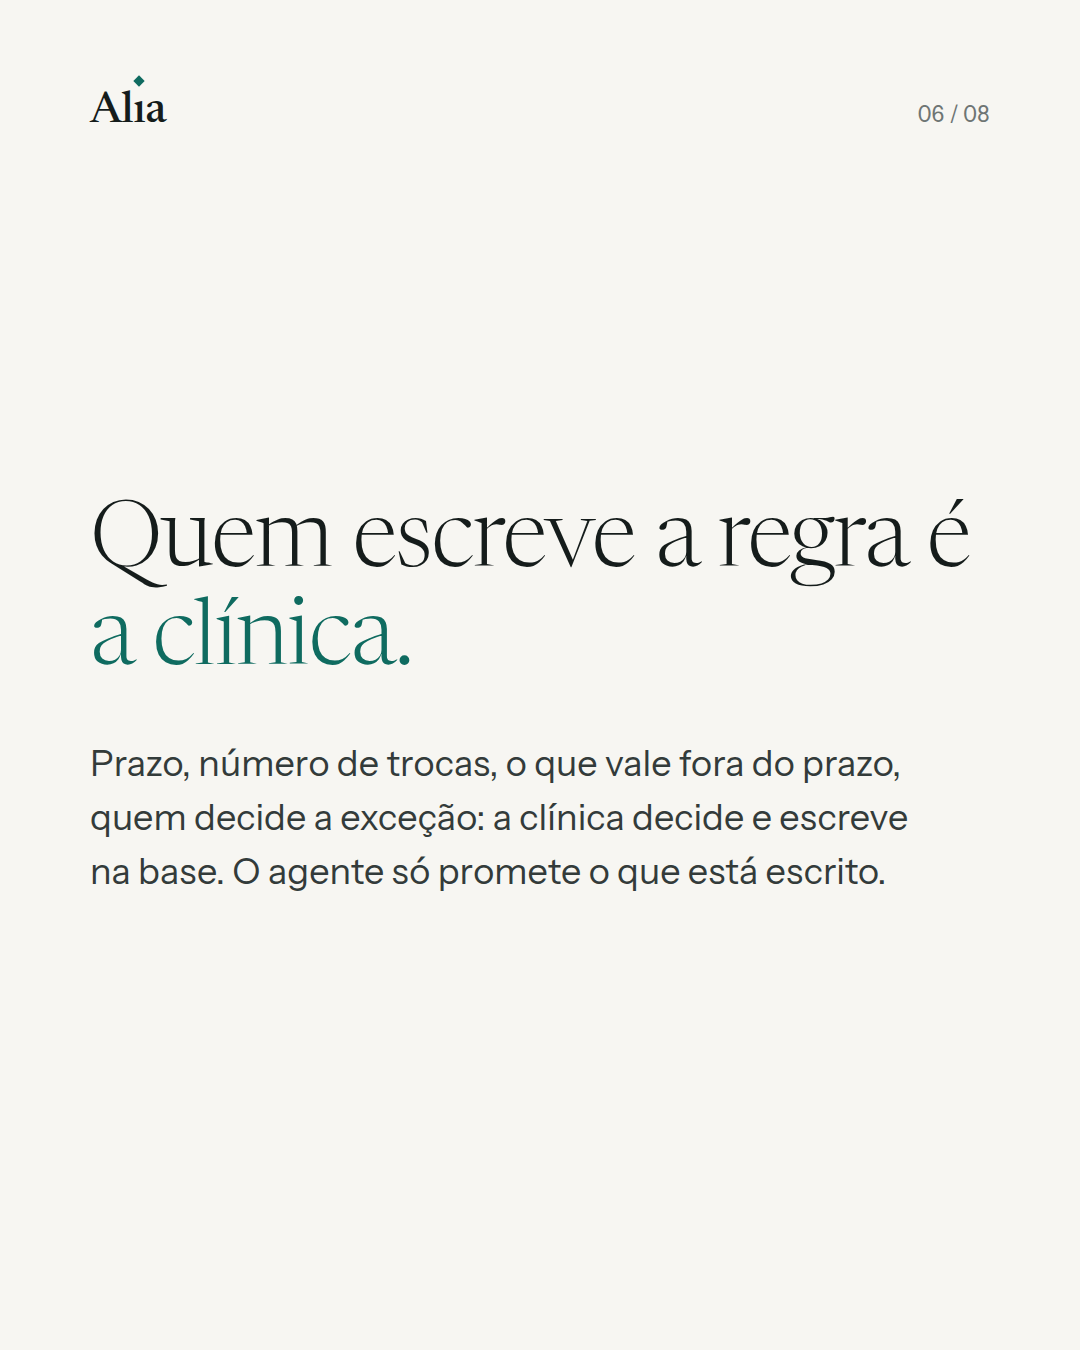 Alia
06 / 08
Quem escreve a regra é
a clínica.
Prazo, número de trocas, o que vale fora do prazo,
quem decide a exceção: a clínica decide e escreve
na base. O agente só promete o que está escrito.